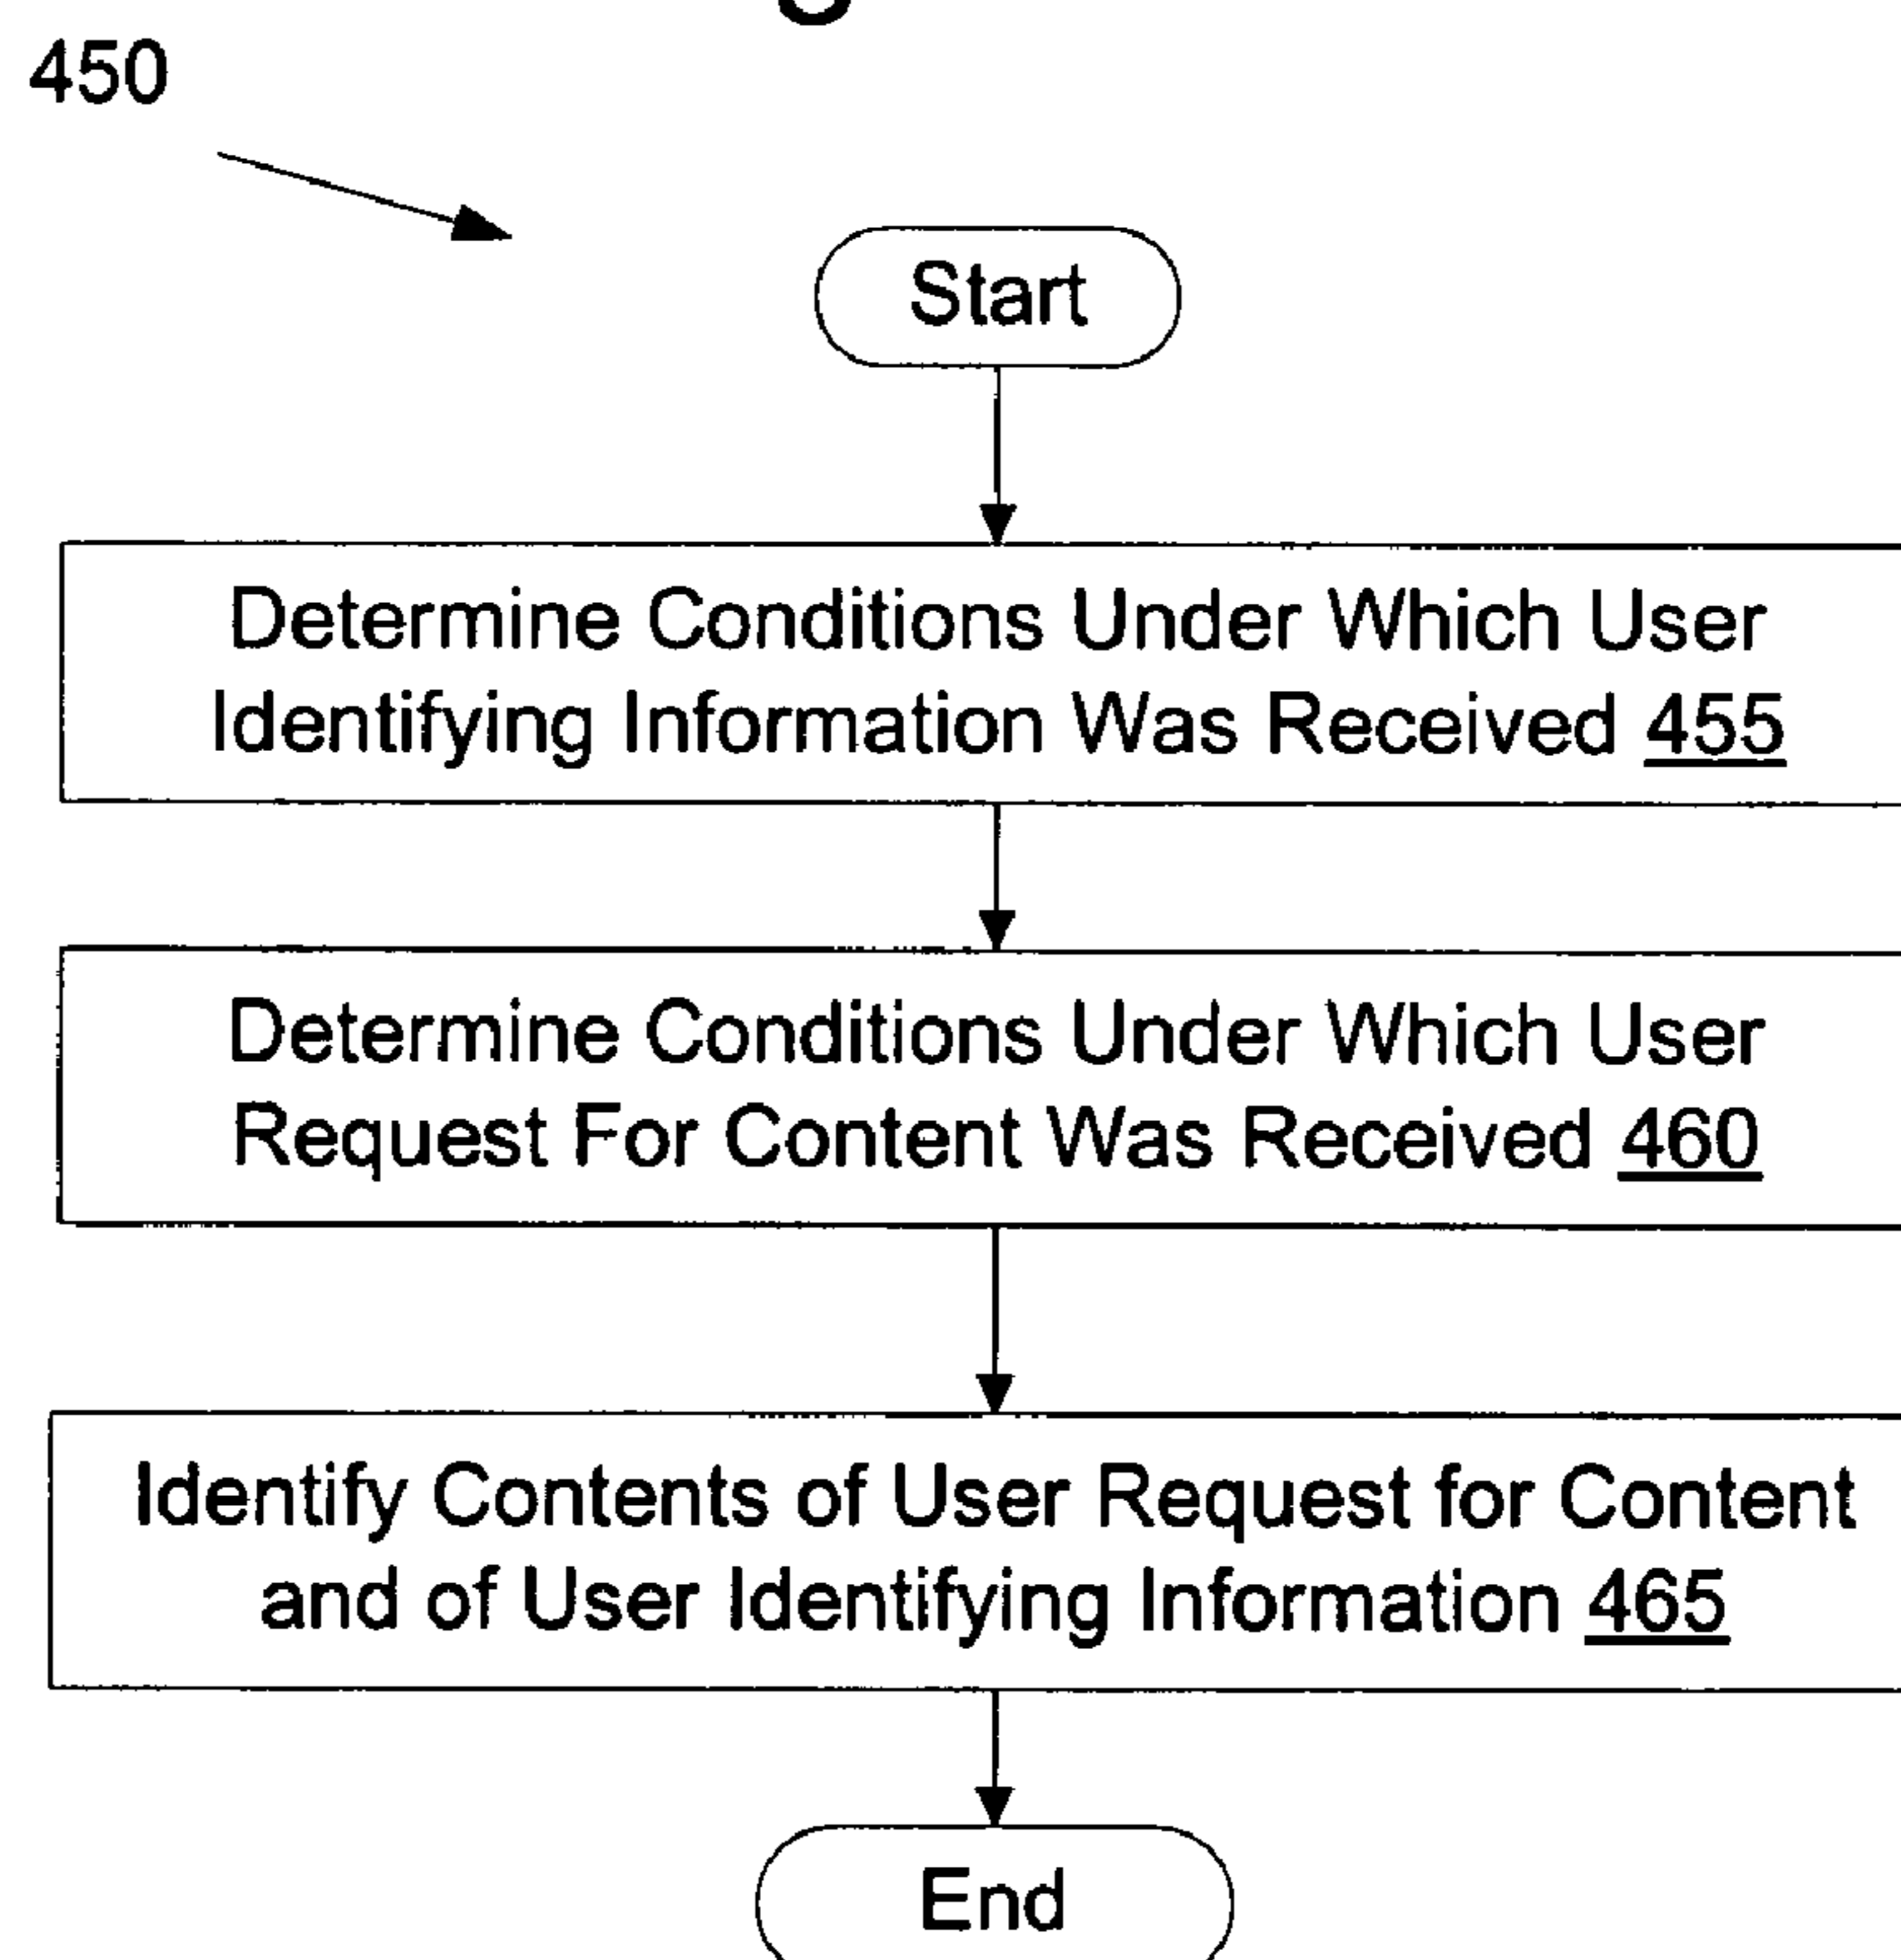 450
Start
Determine Conditions Under Which User
Identifying Information Was Received 455
Determine Conditions Under Which User
Request For Content Was Received 460
Identify Contents of User Request for Content
and of User Identifying Information 465
End